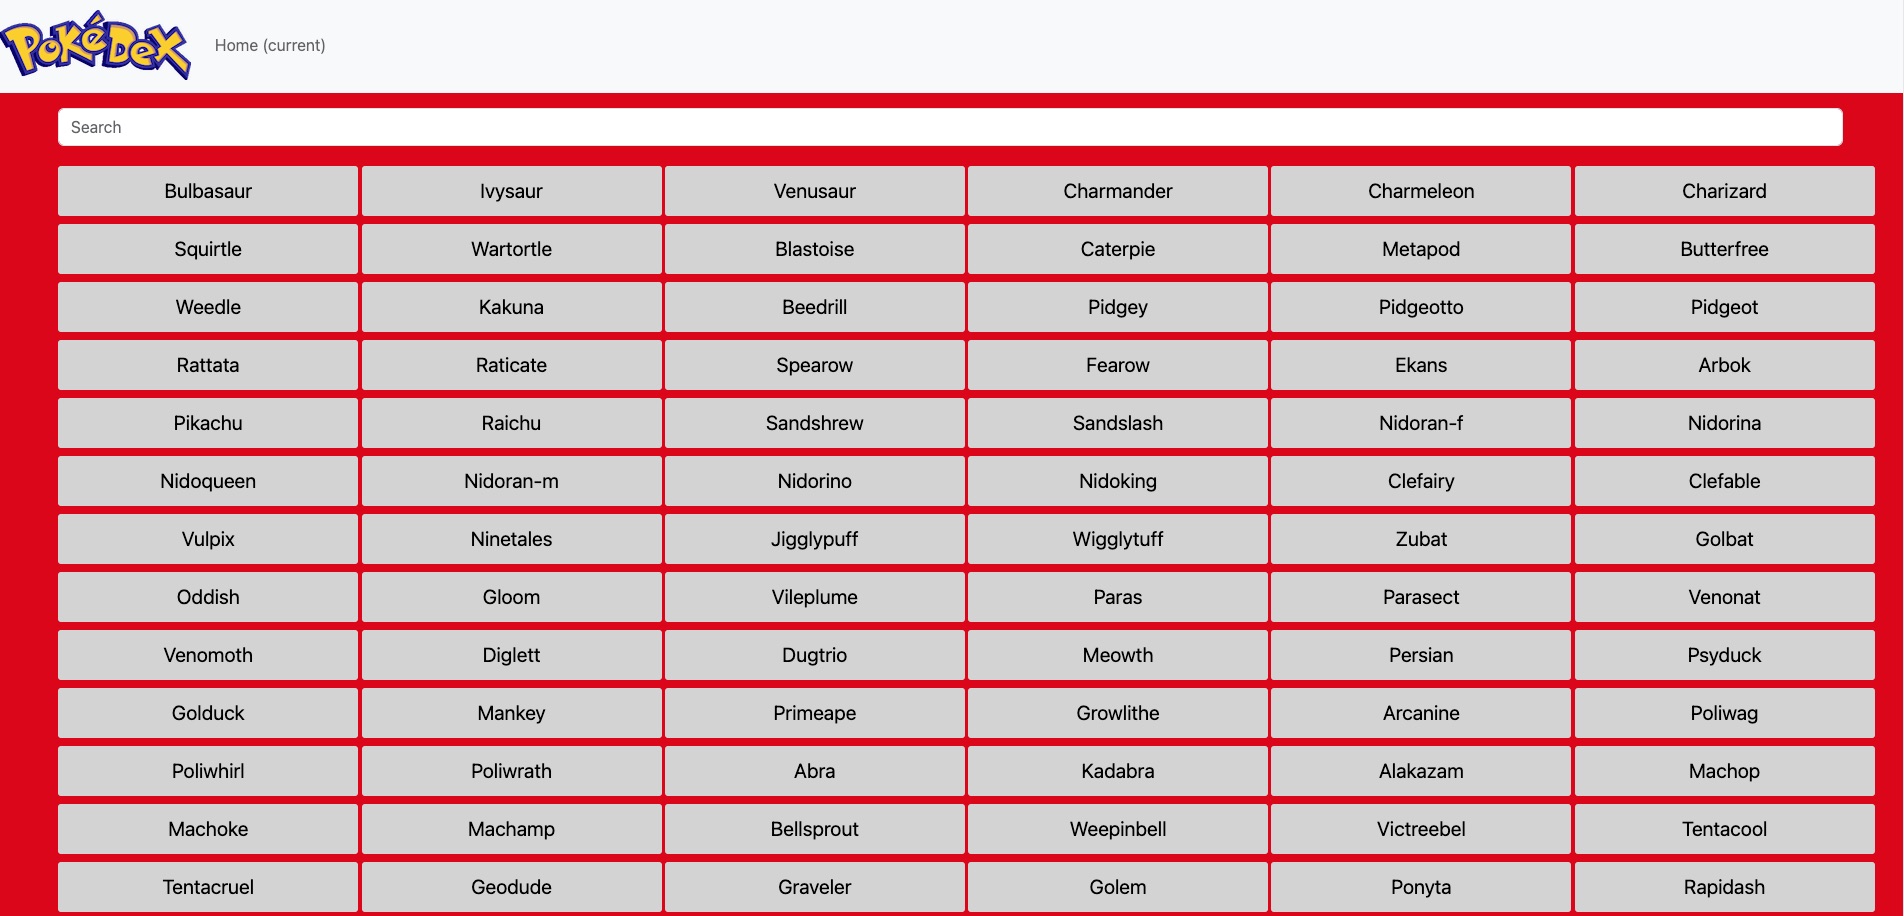 PokéDex
Home (current)
Search
Bulbasaur Ivysaur Venusaur Charmander Charmeleon Charizard
Squirtle Wartortle Blastoise Caterpie Metapod Butterfree
Weedle Kakuna Beedrill Pidgey Pidgeotto Pidgeot
Rattata Raticate Spearow Fearow Ekans Arbok
Pikachu Raichu Sandshrew Sandslash Nidoran-f Nidorina
Nidoqueen Nidoran-m Nidorino Nidoking Clefairy Clefable
Vulpix Ninetales Jigglypuff Wigglytuff Zubat Golbat
Oddish Gloom Vileplume Paras Parasect Venonat
Venomoth Diglett Dugtrio Meowth Persian Psyduck
Golduck Mankey Primeape Growlithe Arcanine Poliwag
Poliwhirl Poliwrath Abra Kadabra Alakazam Machop
Machoke Machamp Bellsprout Weepinbell Victreebel Tentacool
Tentacruel Geodude Graveler Golem Ponyta Rapidash